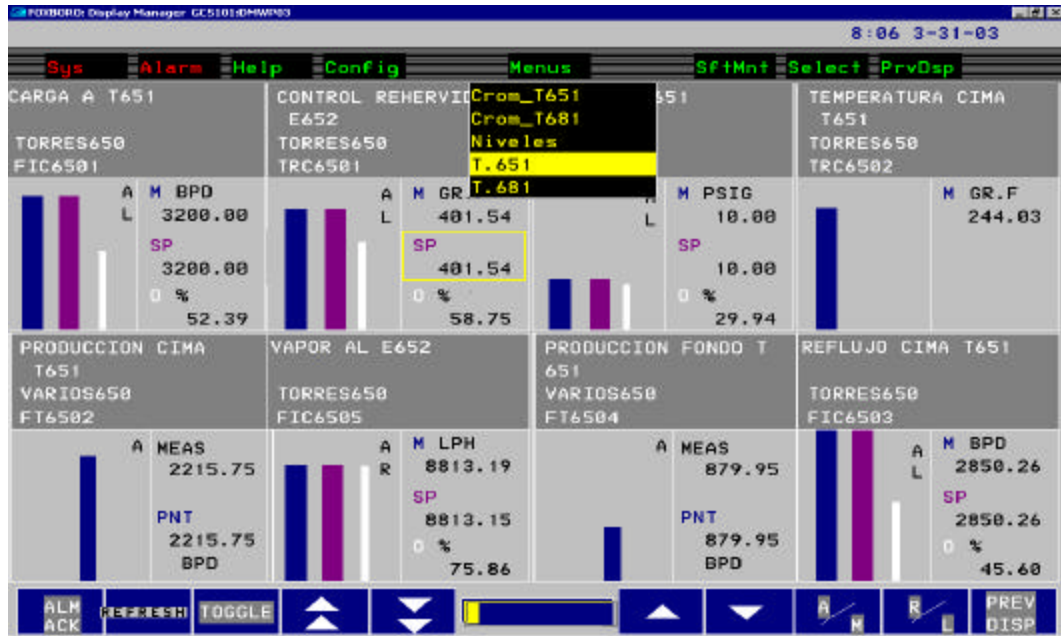 FOXBORO: Display Manager GCS101:DMWP03
8:06 3-31-03
Sys Alarm Help Config Menus SftMnt Select PrvDsp
Crom_T651
Crom_T681
Niveles
T.651
T.681
CARGA A T651
TORRES650
FIC6501
A
L
M BPD
3200.00
SP
3200.00
O %
52.39
CONTROL REHERVID
E652
TORRES650
TRC6501
A
L
M GR.
401.54
SP
401.54
O %
58.75
51
L
M PSIG
10.00
SP
10.00
O %
29.94
TEMPERATURA CIMA
T651
TORRES650
TRC6502
M GR.F
244.03
PRODUCCION CIMA
T651
VARIOS650
FT6502
A
MEAS
2215.75
PNT
2215.75
BPD
VAPOR AL E652
TORRES650
FIC6505
A
R
M LPH
8813.19
SP
8813.15
O %
75.86
PRODUCCION FONDO T
651
VARIOS650
FT6504
A
MEAS
879.95
PNT
879.95
BPD
REFLUJO CIMA T651
TORRES650
FIC6503
A
L
M BPD
2850.26
SP
2850.26
O %
45.60
ALM
ACK
REFRESH
TOGGLE
A/M
R/L
PREV
DISP